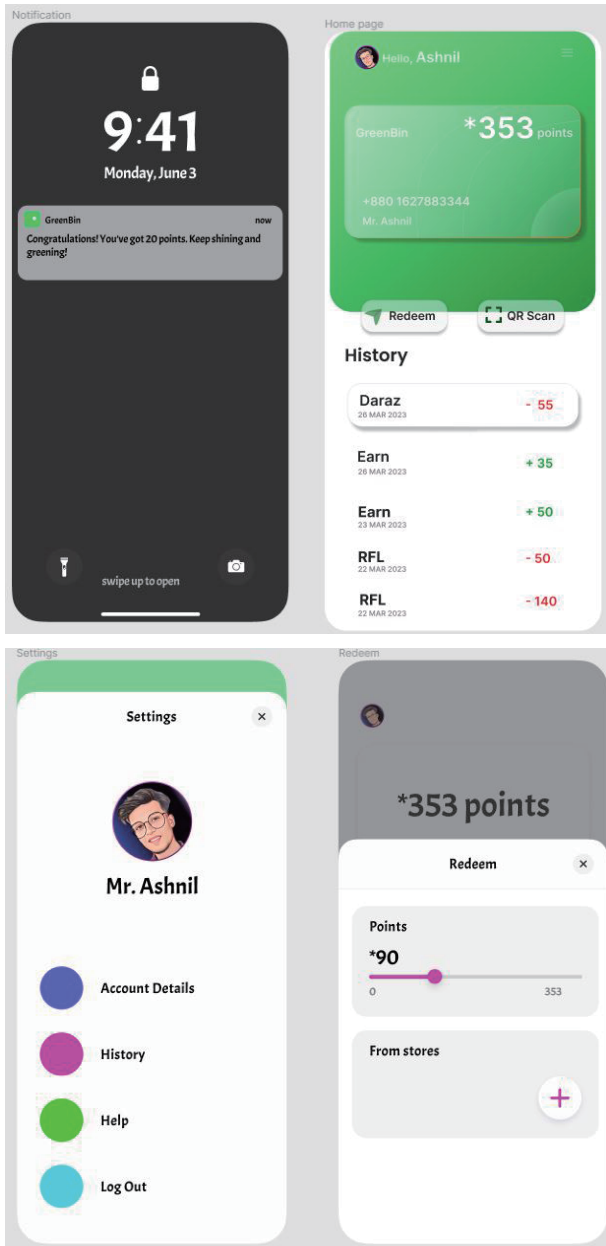 Notification
9:41
Monday, June 3
GreenBin now
Congratulations! You've got 20 points. Keep shining and
greening!
swipe up to open
Home page
Hello, Ashnil
GreenBin *353 points
+880 1627883344
Mr. Ashnil
Redeem QR Scan
History
Daraz - 55
26 MAR 2023
Earn + 35
26 MAR 2023
Earn + 50
23 MAR 2023
RFL - 50
22 MAR 2023
RFL - 140
22 MAR 2023
Settings
Settings
Mr. Ashnil
Account Details
History
Help
Log Out
Redeem
*353 points
Redeem
Points
*90
0 353
From stores